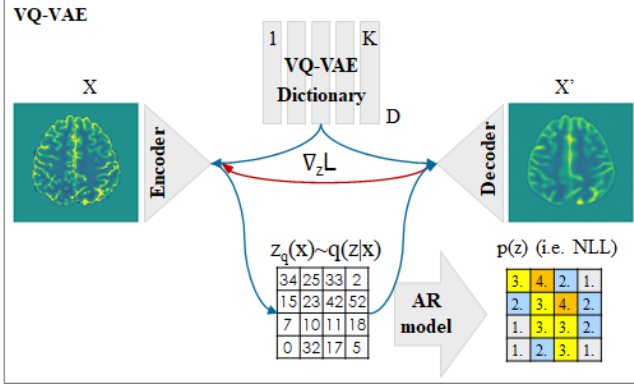 VQ-VAE
1 K
VQ-VAE
Dictionary
D
X
X'
Encoder
Decoder
∇zL
zq(x)~q(z|x)
34 25 33 2
15 23 42 52
7 10 11 18
0 32 17 5
AR
model
p(z) (i.e. NLL)
3. 4. 2. 1.
2. 3. 4. 2.
1. 3. 3. 2.
1. 2. 3. 1.